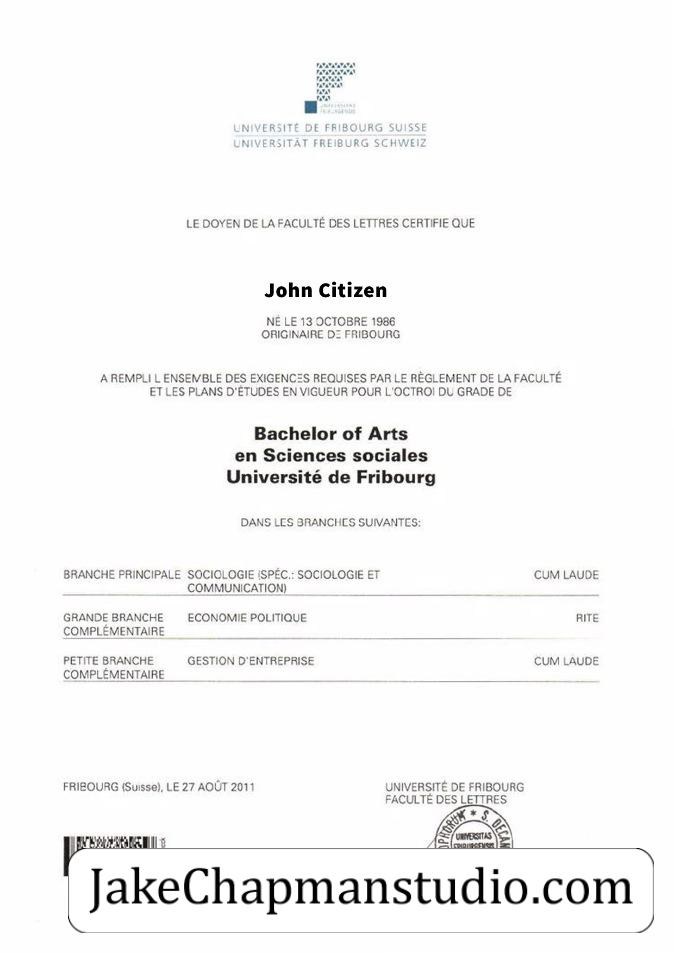 UNIVERSITÉ DE FRIBOURG SUISSE
UNIVERSITÄT FREIBURG SCHWEIZ
LE DOYEN DE LA FACULTÉ DES LETTRES CERTIFIE QUE
John Citizen
NÉ LE 13 OCTOBRE 1986
ORIGINAIRE DE FRIBOURG
A REMPLI L ENSEMBLE DES EXIGENCES REQUISES PAR LE RÈGLEMENT DE LA FACULTÉ
ET LES PLANS D'ÉTUDES EN VIGUEUR POUR L'OCTROI DU GRADE DE
Bachelor of Arts
en Sciences sociales
Université de Fribourg
DANS LES BRANCHES SUIVANTES:
BRANCHE PRINCIPALE SOCIOLOGIE (SPÉC.: SOCIOLOGIE ET CUM LAUDE
COMMUNICATION)
GRANDE BRANCHE ECONOMIE POLITIQUE RITE
COMPLÉMENTAIRE
PETITE BRANCHE GESTION D'ENTREPRISE CUM LAUDE
COMPLÉMENTAIRE
FRIBOURG (Suisse), LE 27 AOÛT 2011 UNIVERSITÉ DE FRIBOURG
FACULTÉ DES LETTRES
S. DECAN
UNIVERSITAS
JakeChapmanstudio.com